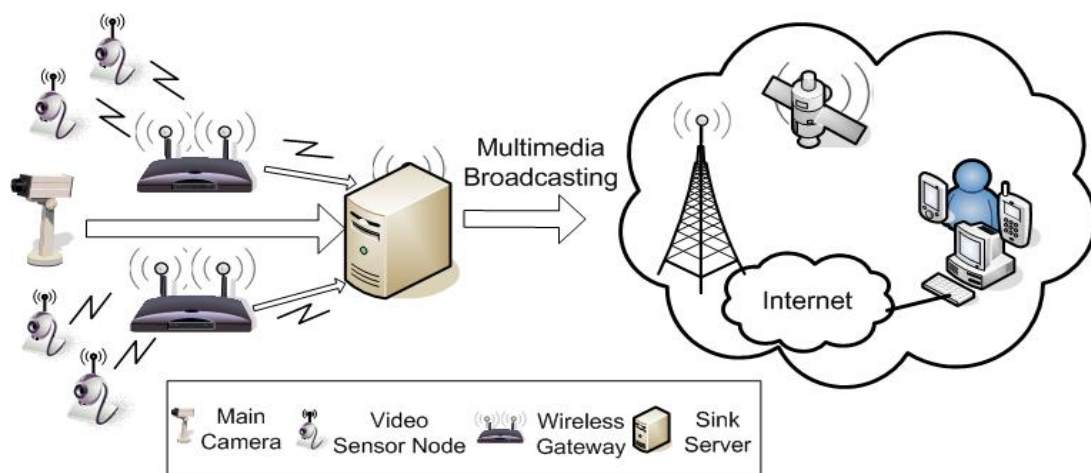 Multimedia
Broadcasting
Internet
Main
Camera
Video
Sensor Node
Wireless
Gateway
Sink
Server